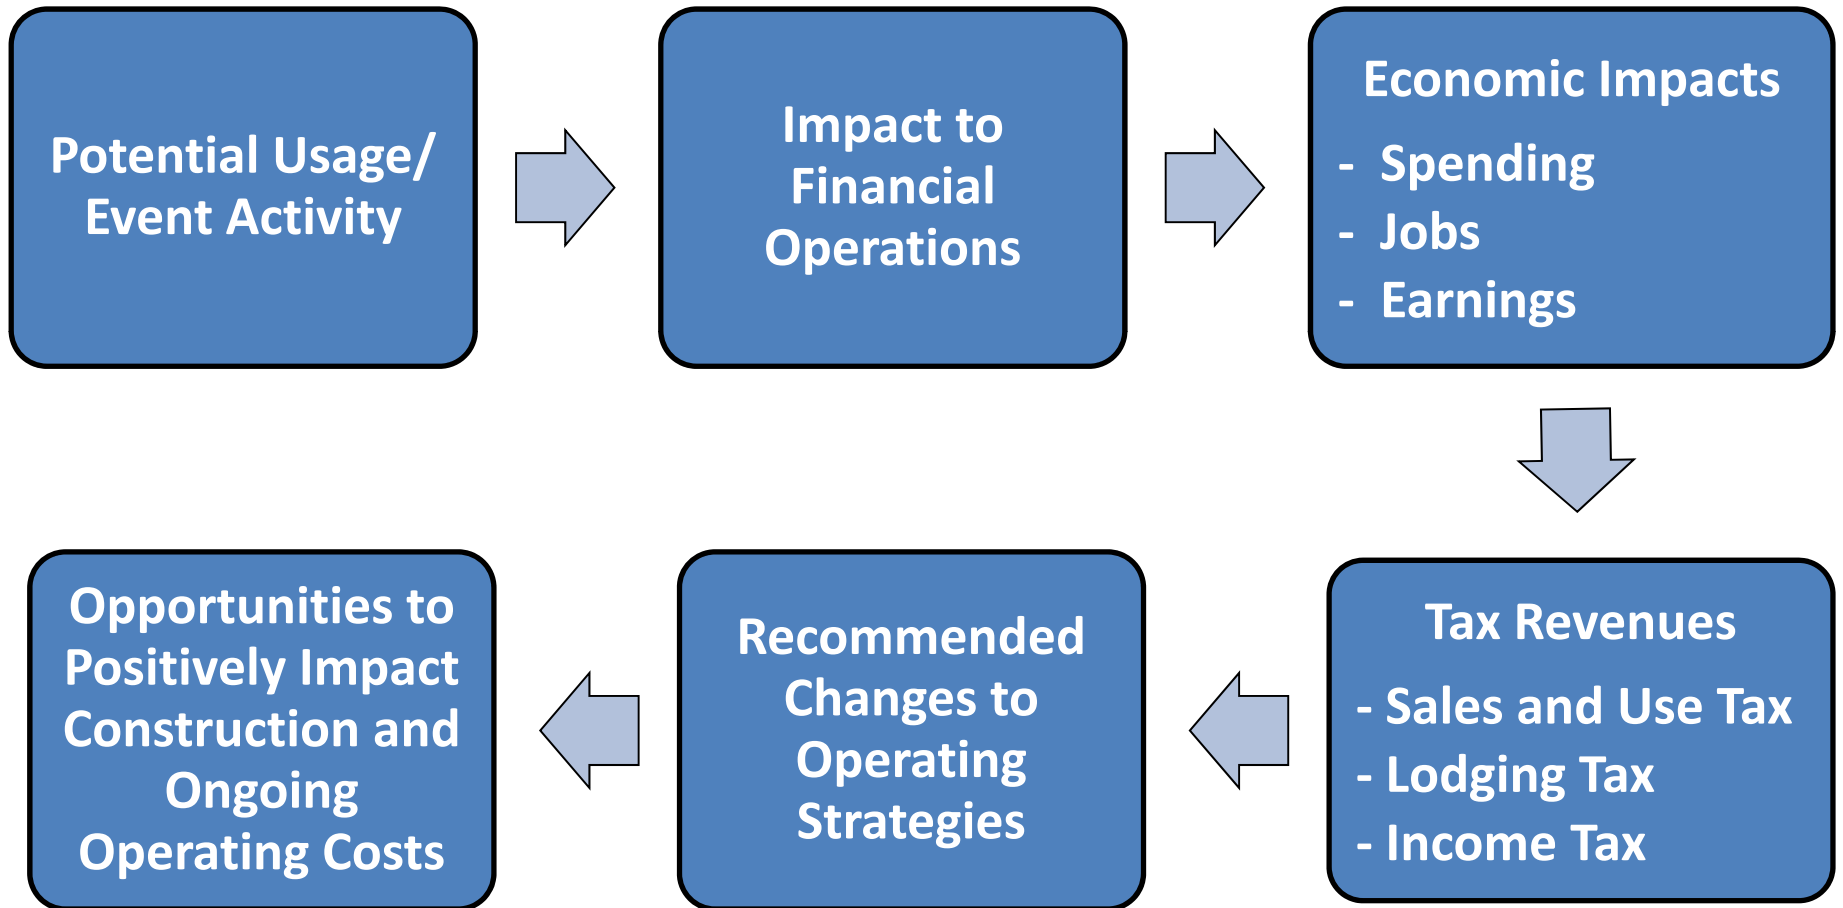 Potential Usage/
Event Activity
Impact to
Financial
Operations
Economic Impacts
- Spending
- Jobs
- Earnings
Tax Revenues
- Sales and Use Tax
- Lodging Tax
- Income Tax
Recommended
Changes to
Operating
Strategies
Opportunities to
Positively Impact
Construction and
Ongoing
Operating Costs